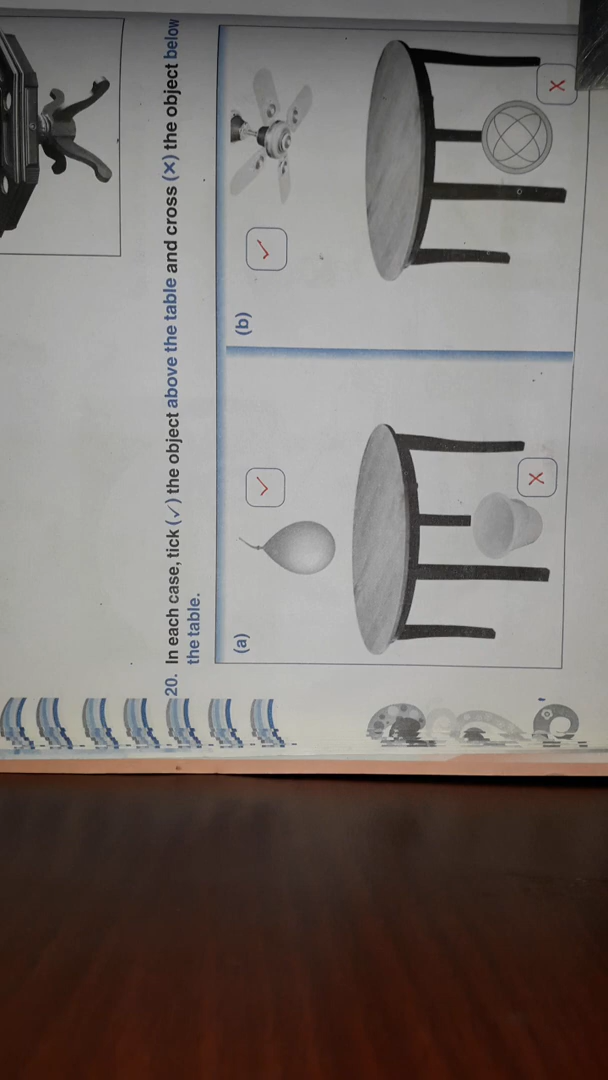 20. In each case, tick (✓) the object above the table and cross (×) the object below
the table.
(a)
✓
×
(b)
✓
×